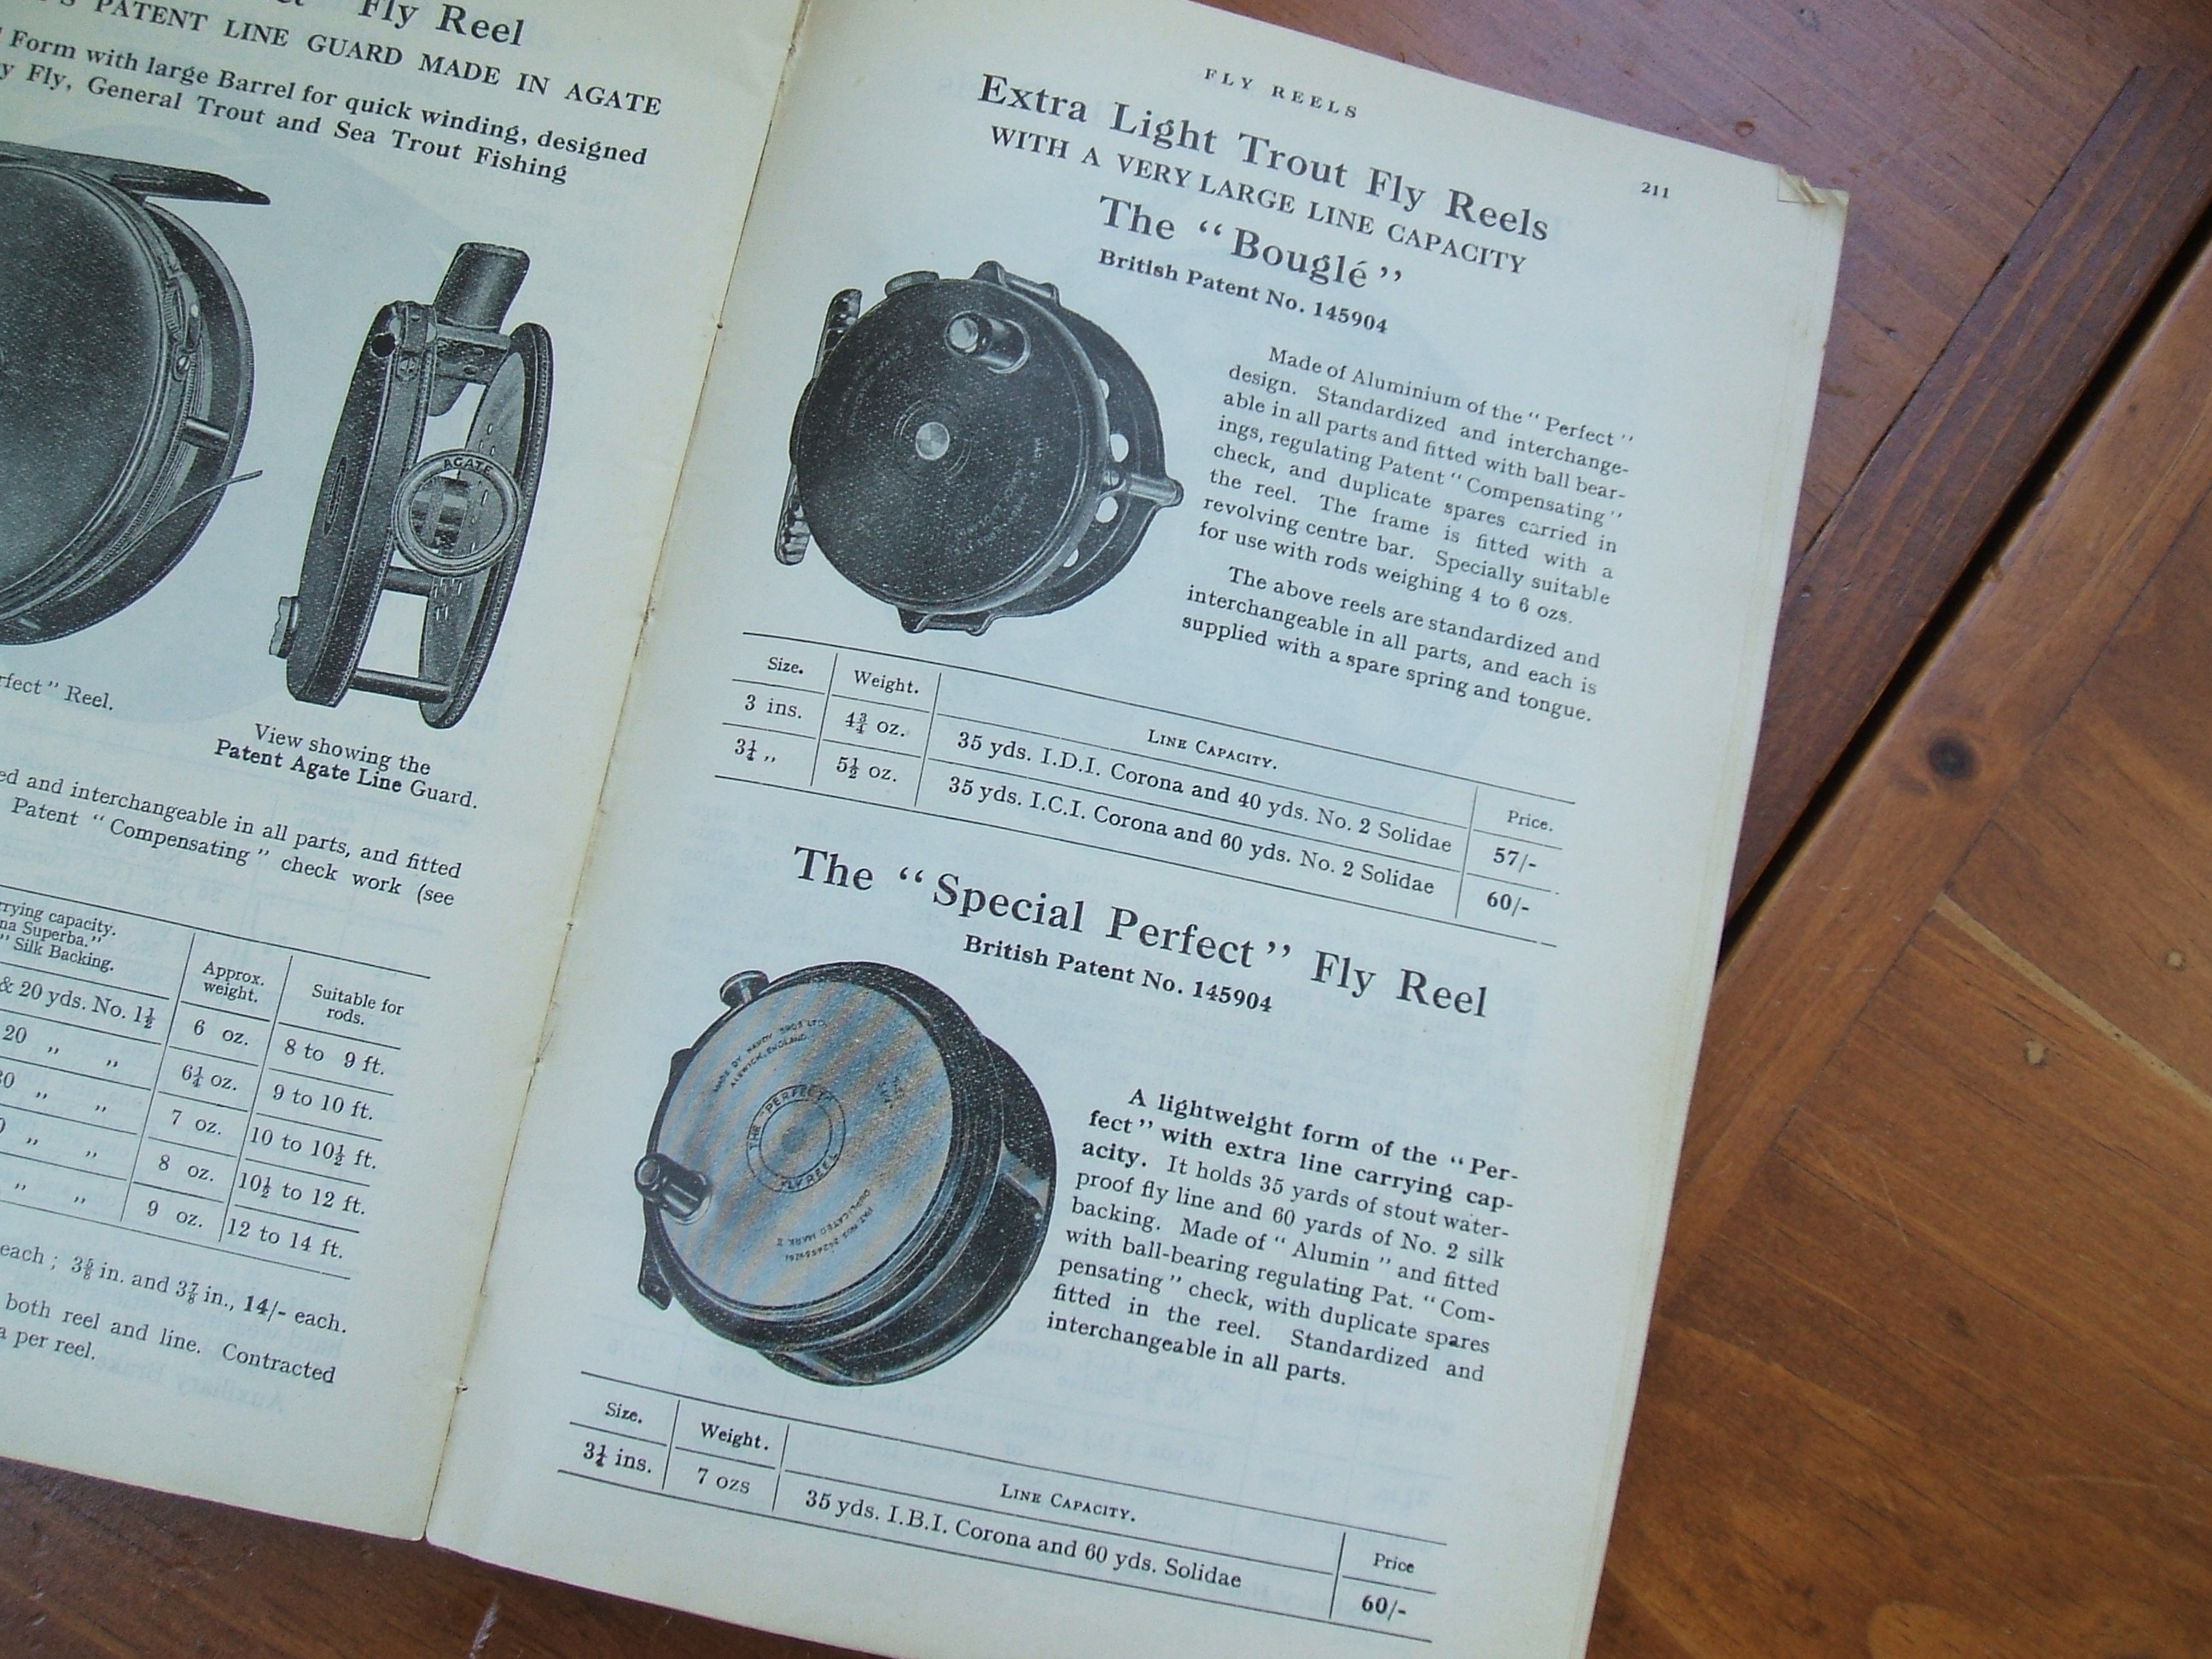 Fly Reel
PATENT LINE GUARD MADE IN AGATE
Form with large Barrel for quick winding, designed
Fly, General Trout and Sea Trout Fishing
AGATE
Reel.
View showing the
Patent Agate Line Guard.
and interchangeable in all parts, and fitted
Patent “Compensating” check work (see
capacity.
Superba.”
Silk Backing.
Approx.
weight.
Suitable for
rods.
& 20 yds. No. 1½
6 oz.
8 to 9 ft.
20 ,, ,,
6¼ oz.
9 to 10 ft.
,, ,,
7 oz.
10 to 10½ ft.
,, ,,
8 oz.
10½ to 12 ft.
,, ,,
9 oz.
12 to 14 ft.
each ; 3⅝ in. and 3⅞ in., 14/- each.
both reel and line. Contracted
per reel.
FLY REELS
211
Extra Light Trout Fly Reels
WITH A VERY LARGE LINE CAPACITY
The “Bouglé”
British Patent No. 145904
Made of Aluminium of the “Perfect”
design. Standardized and interchange-
able in all parts and fitted with ball bear-
ings, regulating Patent “Compensating”
check, and duplicate spares carried in
the reel. The frame is fitted with a
revolving centre bar. Specially suitable
for use with rods weighing 4 to 6 ozs.
The above reels are standardized and
interchangeable in all parts, and each is
supplied with a spare spring and tongue.
Size. Weight. LINE CAPACITY. Price.
3 ins. 4¾ oz. 35 yds. I.D.I. Corona and 40 yds. No. 2 Solidae 57/-
3¼ ,, 5½ oz. 35 yds. I.C.I. Corona and 60 yds. No. 2 Solidae 60/-
The “Special Perfect” Fly Reel
British Patent No. 145904
MADE BY HARDY BROS LTD.
ALNWICK, ENGLAND.
THE "PERFECT"
FLY REEL
DUPLICATED MARK II
A lightweight form of the “Per-
fect” with extra line carrying cap-
acity. It holds 35 yards of stout water-
proof fly line and 60 yards of No. 2 silk
backing. Made of “Alumin” and fitted
with ball-bearing regulating Pat. “Com-
pensating” check, with duplicate spares
fitted in the reel. Standardized and
interchangeable in all parts.
Size. Weight. LINE CAPACITY. Price
3¼ ins. 7 ozs 35 yds. I.B.I. Corona and 60 yds. Solidae 60/-